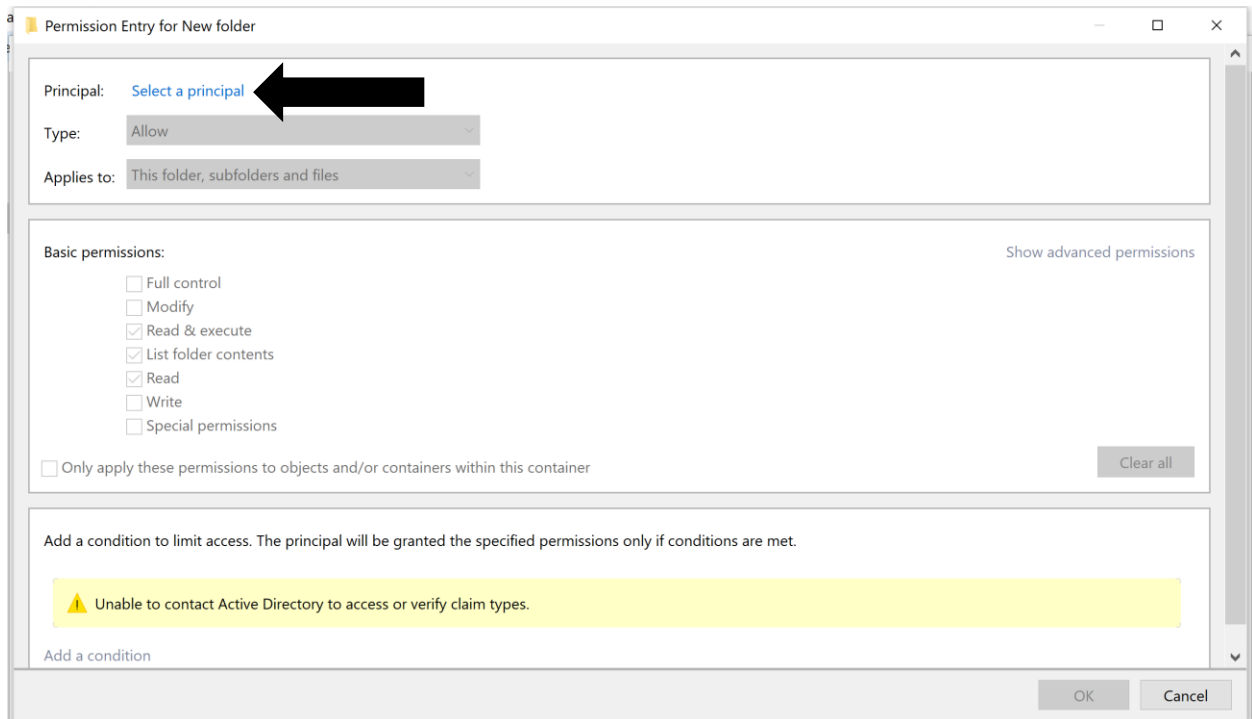 Permission Entry for New folder
Principal: Select a principal
Type: Allow
Applies to: This folder, subfolders and files
Basic permissions: Show advanced permissions
Full control
Modify
Read & execute
List folder contents
Read
Write
Special permissions
Only apply these permissions to objects and/or containers within this container Clear all
Add a condition to limit access. The principal will be granted the specified permissions only if conditions are met.
Unable to contact Active Directory to access or verify claim types.
Add a condition
OK Cancel